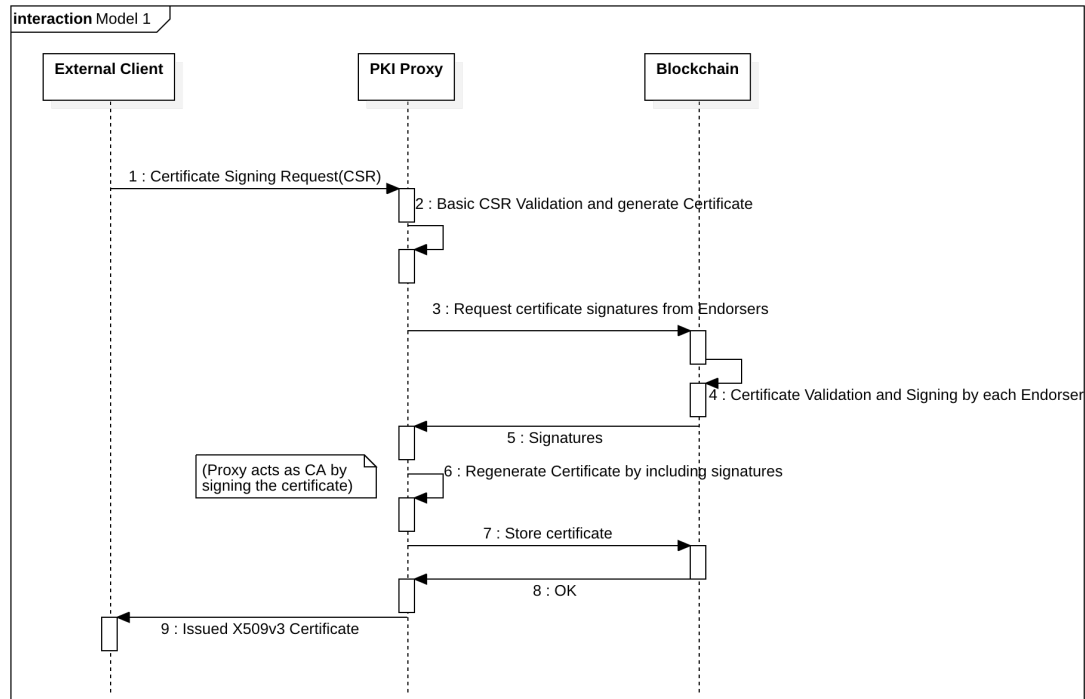 interaction Model 1
External Client
PKI Proxy
Blockchain
1 : Certificate Signing Request(CSR)
2 : Basic CSR Validation and generate Certificate
3 : Request certificate signatures from Endorsers
4 : Certificate Validation and Signing by each Endorser
5 : Signatures
(Proxy acts as CA by
signing the certificate)
6 : Regenerate Certificate by including signatures
7 : Store certificate
8 : OK
9 : Issued X509v3 Certificate